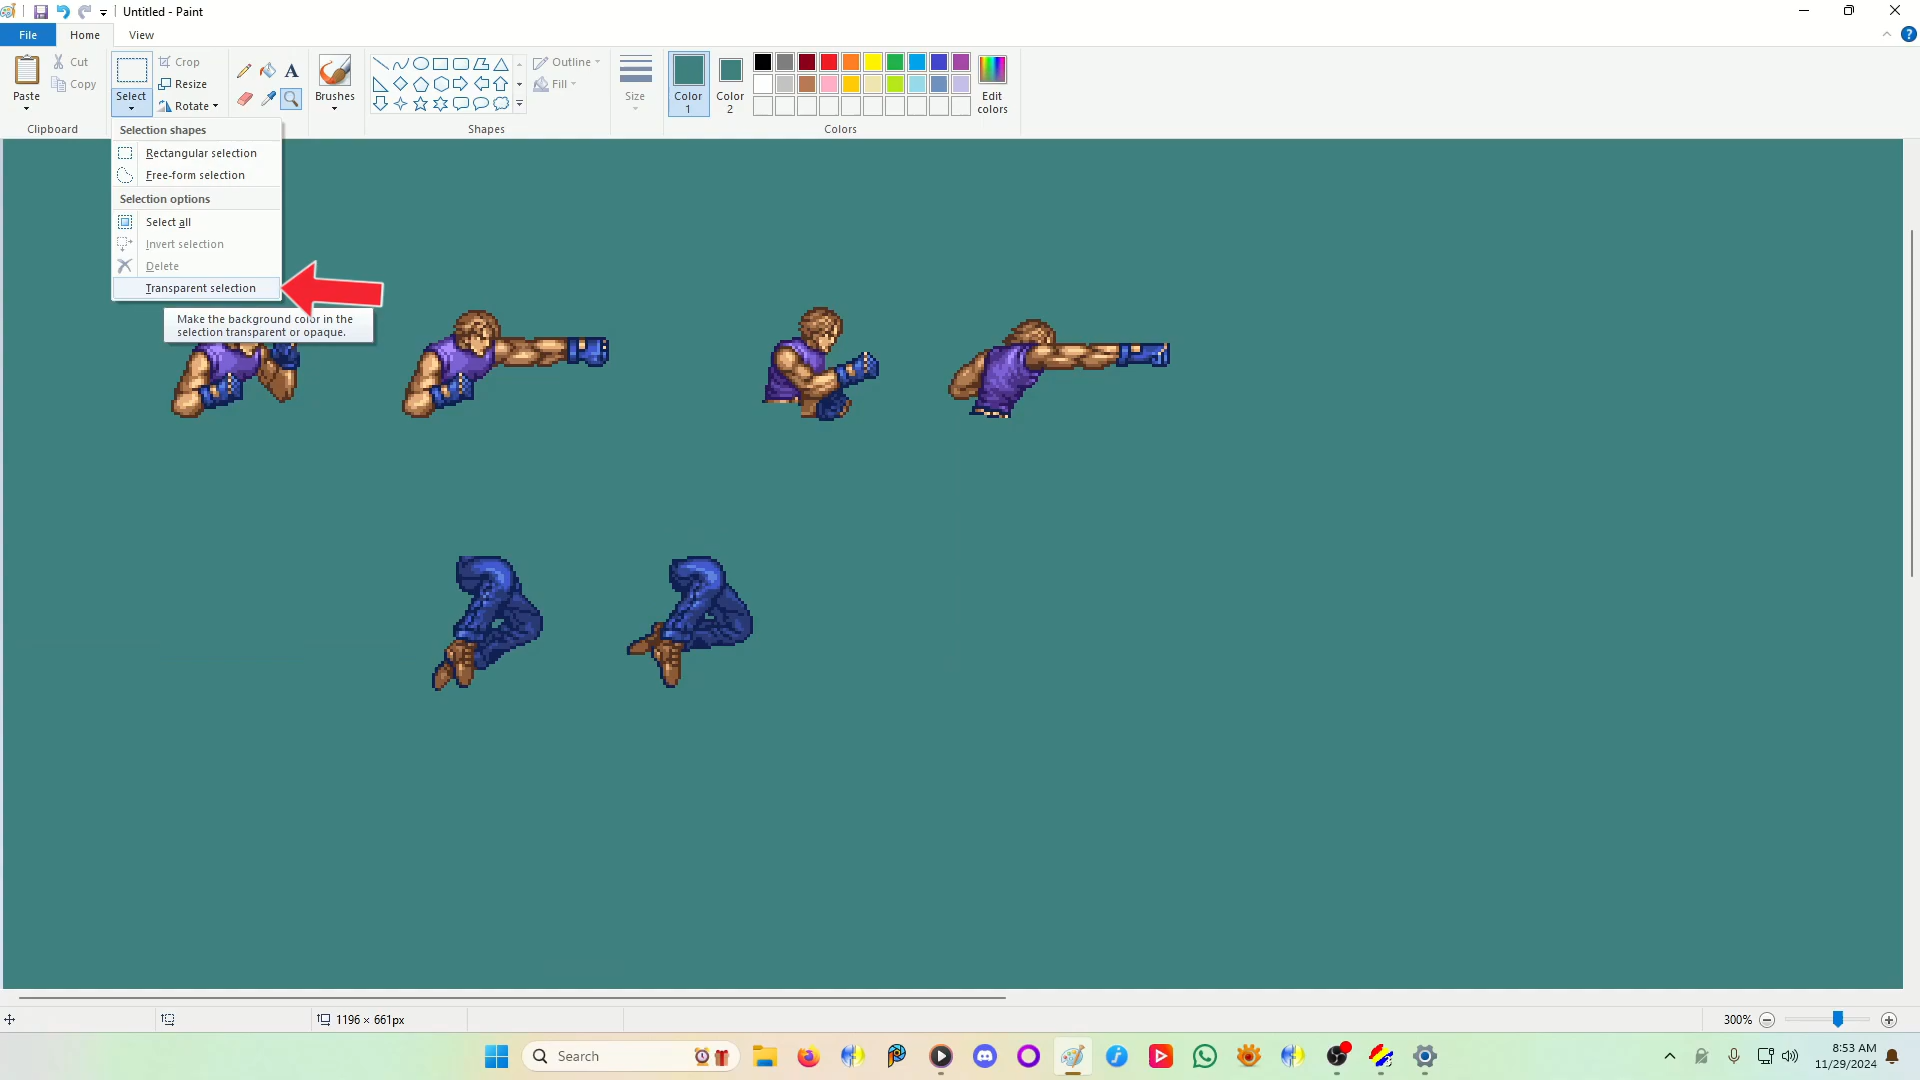 Untitled - Paint
File
Home
View
Paste
Cut
Copy
Clipboard
Select
Crop
Resize
Rotate
Brushes
Shapes
Outline
Fill
Size
Color 1
Color 2
Edit colors
Colors
Selection shapes
Rectangular selection
Free-form selection
Selection options
Select all
Invert selection
Delete
Transparent selection
Make the background color in the
selection transparent or opaque.
1196 × 661px
300%
Search
8:53 AM
11/29/2024